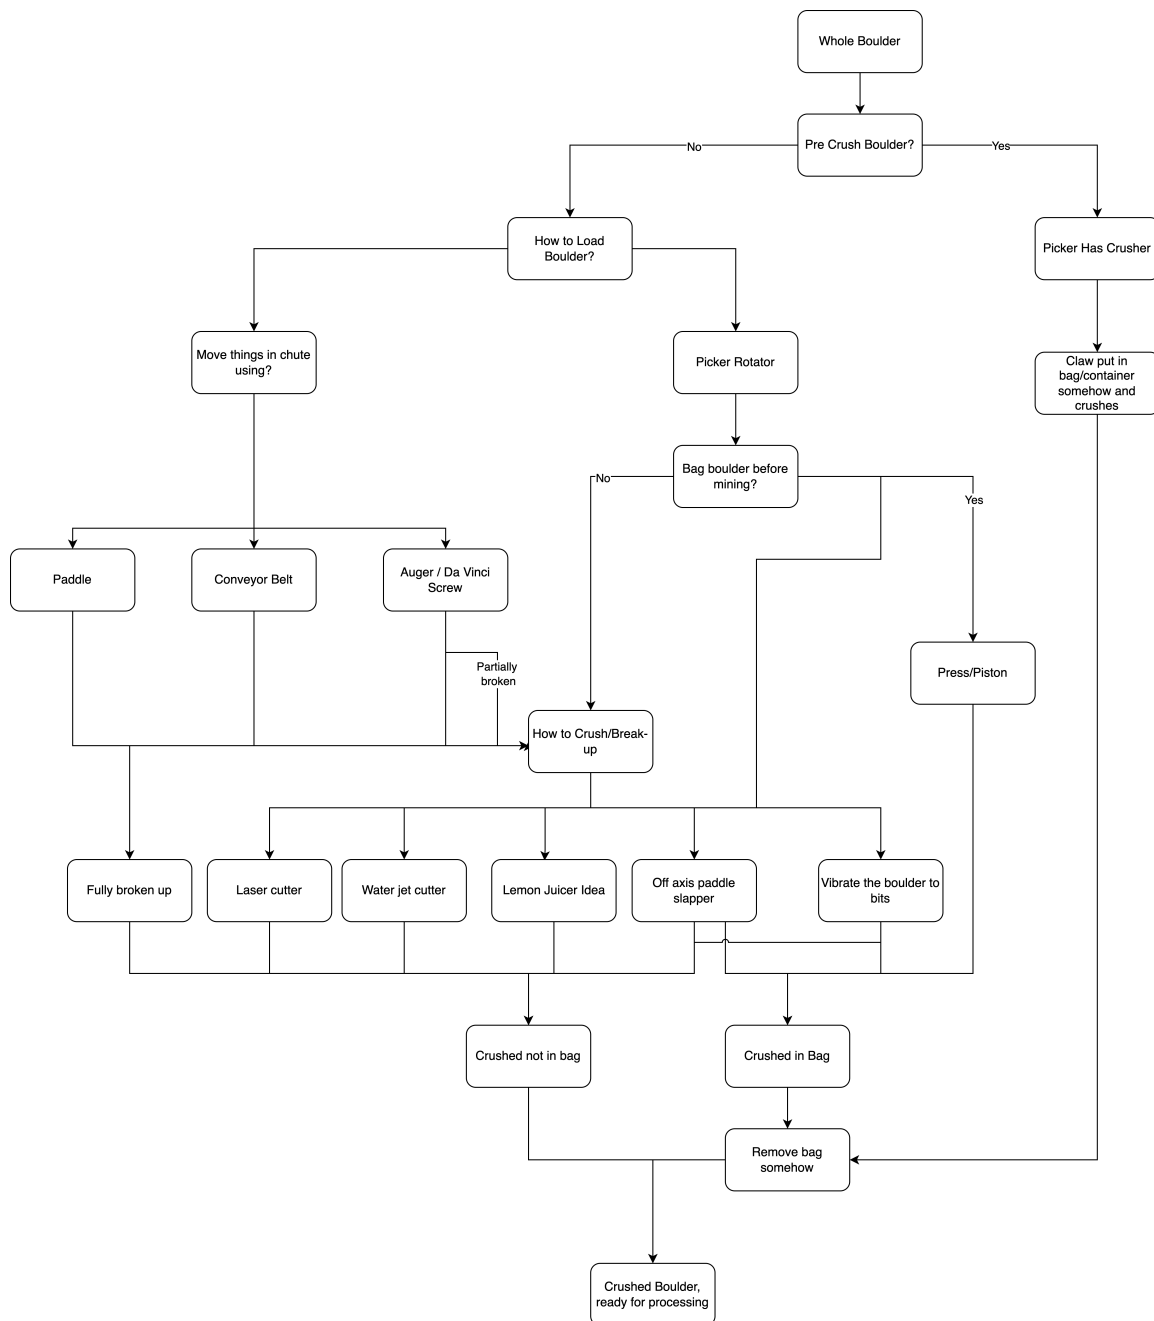 Whole Boulder
Pre Crush Boulder?
No
Yes
How to Load
Boulder?
Picker Has Crusher
Move things in chute
using?
Picker Rotator
Claw put in
bag/container
somehow and
crushes
Bag boulder before
mining?
No
Yes
Paddle
Conveyor Belt
Auger / Da Vinci
Screw
Partially
broken
Press/Piston
How to Crush/Break-
up
Fully broken up
Laser cutter
Water jet cutter
Lemon Juicer Idea
Off axis paddle
slapper
Vibrate the boulder to
bits
Crushed not in bag
Crushed in Bag
Remove bag
somehow
Crushed Boulder,
ready for processing